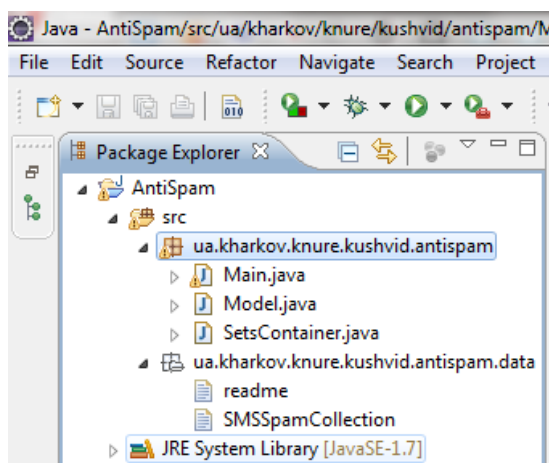 Java - AntiSpam/src/ua/kharkov/knure/kushvid/antispam/M
File Edit Source Refactor Navigate Search Project
010
Package Explorer
AntiSpam
src
ua.kharkov.knure.kushvid.antispam
Main.java
Model.java
SetsContainer.java
ua.kharkov.knure.kushvid.antispam.data
readme
SMSSpamCollection
JRE System Library [JavaSE-1.7]